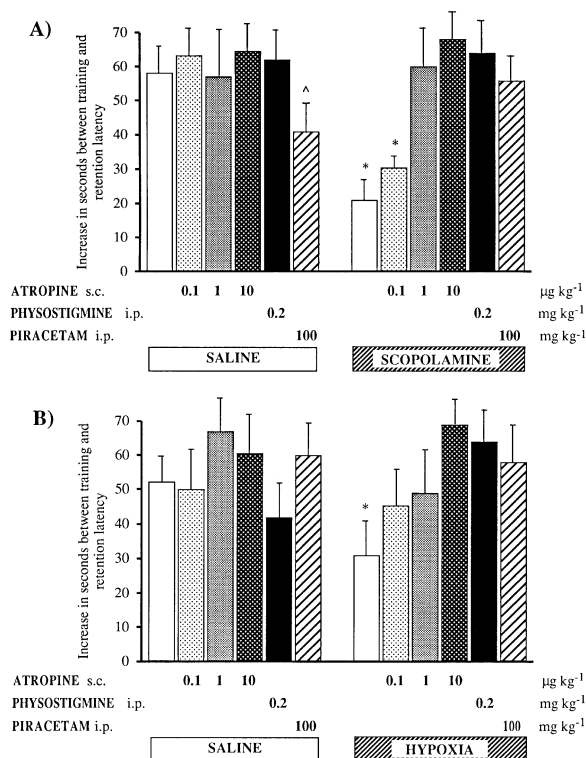 A)
Increase in seconds between training and
retention latency
70
60
50
40
30
20
10
0
^
*
*
ATROPINE s.c. 0.1 1 10 0.1 1 10 µg kg-1
PHYSOSTIGMINE i.p. 0.2 0.2 mg kg-1
PIRACETAM i.p. 100 100 mg kg-1
SALINE SCOPOLAMINE
B)
Increase in seconds between training and
retention latency
70
60
50
40
30
20
10
0
*
ATROPINE s.c. 0.1 1 10 0.1 1 10 µg kg-1
PHYSOSTIGMINE i.p. 0.2 0.2 mg kg-1
PIRACETAM i.p. 100 100 mg kg-1
SALINE HYPOXIA